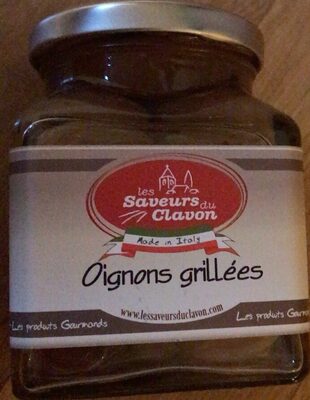 les
Saveurs du
Clavon
Made in Italy
Oignons grillées
www.lessaveursduclavon.com
Les produits Gourmands
Les produits Gourm